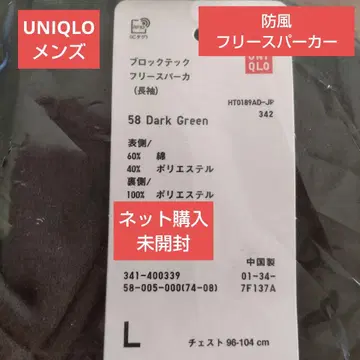 UNIQLO
メンズ
防風
フリースパーカー
ICタグ
ブロックテック
フリースパーカ
(長袖)
UNI
QLO
HT0189AD-JP
342
58 Dark Green
表側/
60% 綿
40% ポリエステル
裏側/
100% ポリエステル
ネット購入
未開封
中国製
341-400339
01-34-
58-005-000(74-08)
7F137A
L
チェスト 96-104 cm